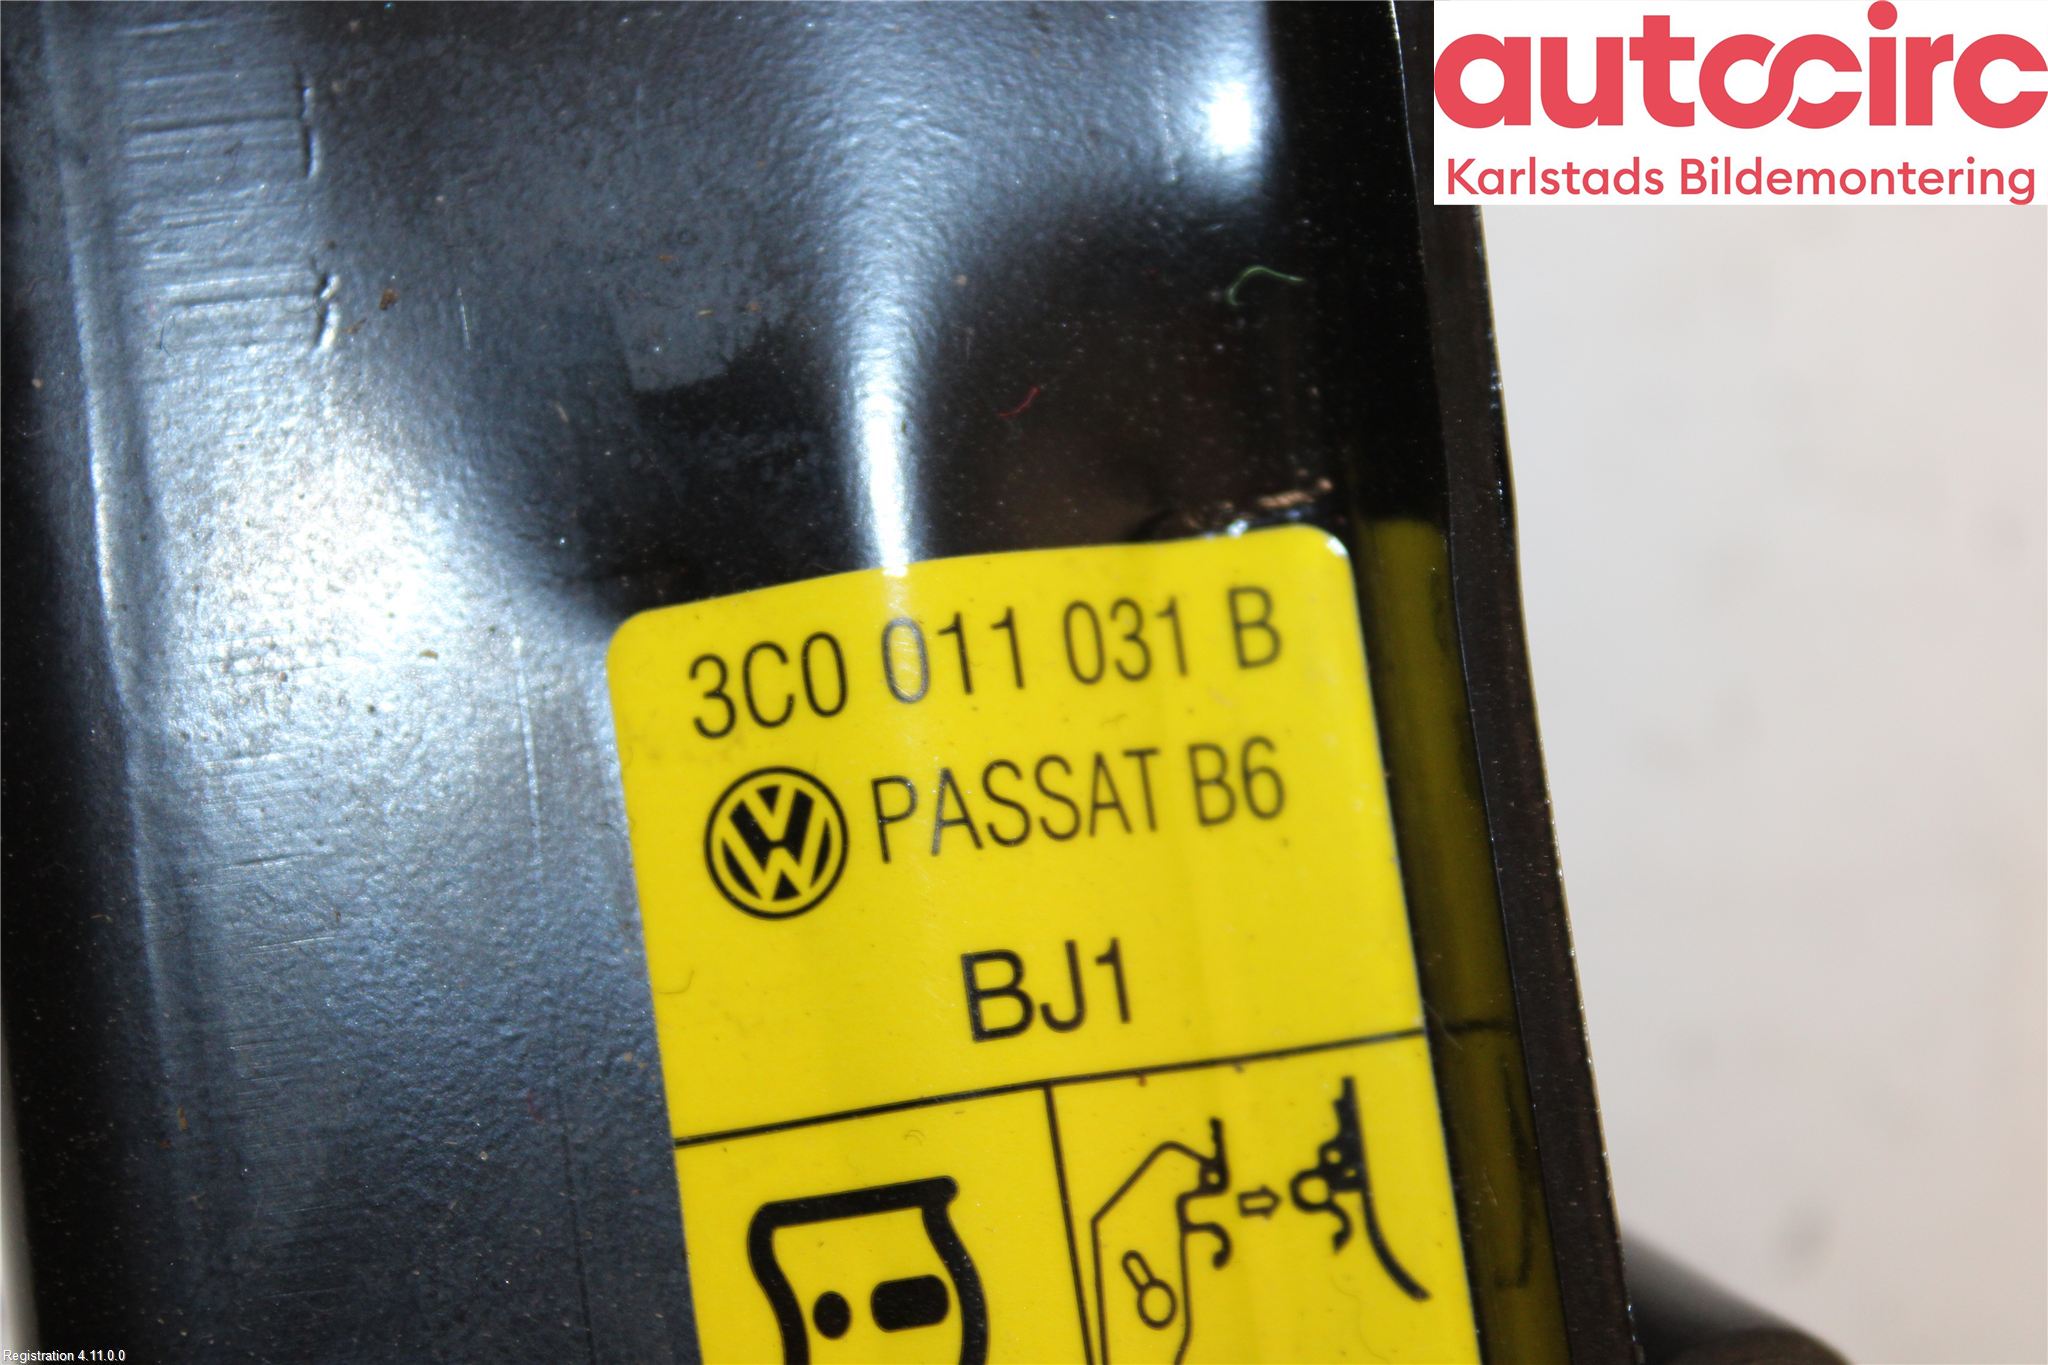 autocirc
Karlstads Bildemontering
3C0 011 031 B
PASSAT B6
BJ1
Registration 4.11.0.0